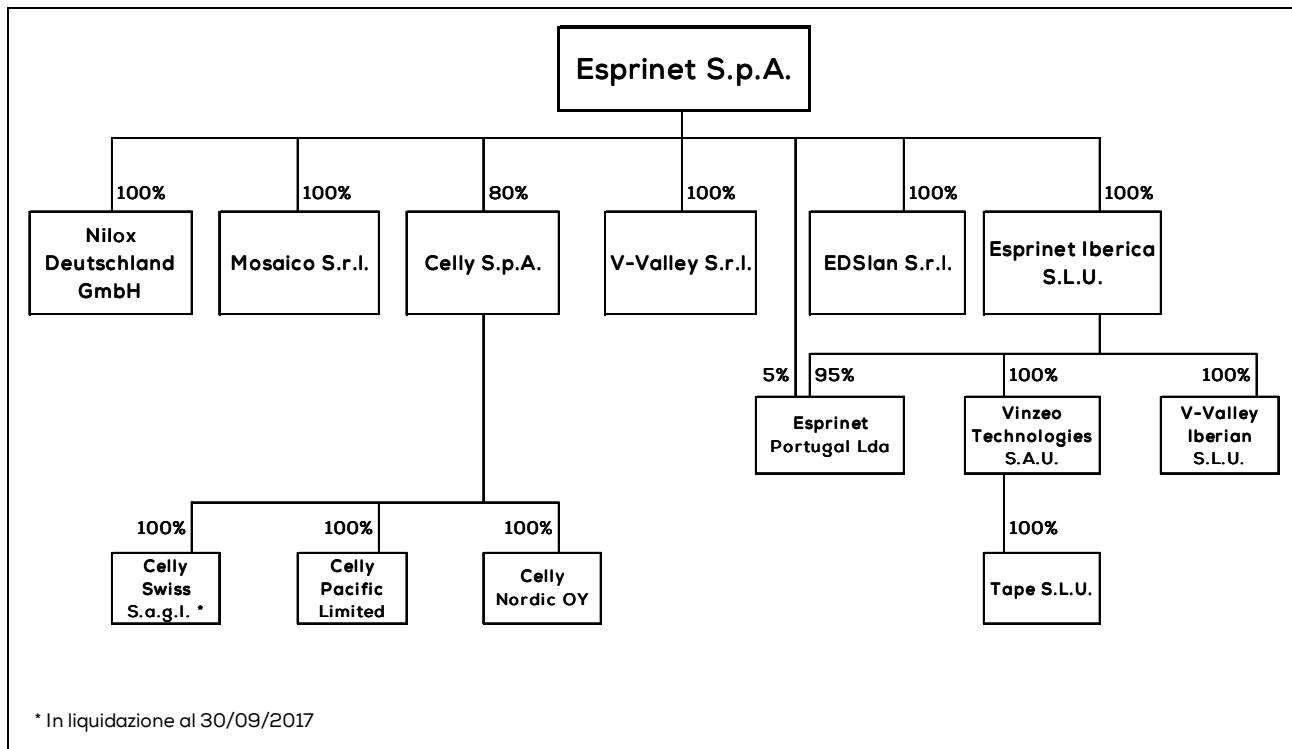 Esprinet S.p.A.
100%
100%
80%
100%
100%
100%
Nilox
Deutschland
GmbH
Mosaico S.r.l.
Celly S.p.A.
V-Valley S.r.l.
EDSlan S.r.l.
Esprinet Iberica
S.L.U.
5%
95%
100%
100%
Esprinet
Portugal Lda
Vinzeo
Technologies
S.A.U.
V-Valley
Iberian
S.L.U.
100%
100%
100%
100%
Celly
Swiss
S.a.g.l. *
Celly
Pacific
Limited
Celly
Nordic OY
Tape S.L.U.
* In liquidazione al 30/09/2017